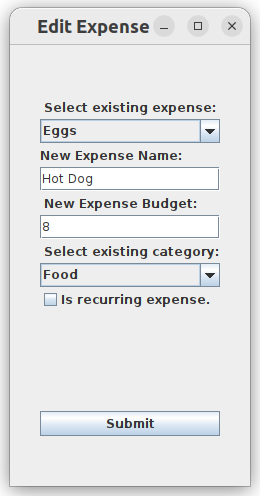 Edit Expense
Select existing expense:
Eggs
New Expense Name:
Hot Dog
New Expense Budget:
8
Select existing category:
Food
Is recurring expense.
Submit